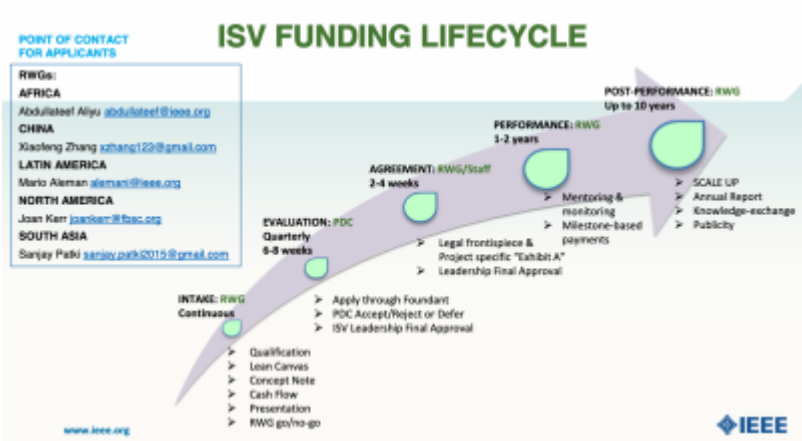 ISV FUNDING LIFECYCLE
POINT OF CONTACT
FOR APPLICANTS
RWGs:
AFRICA
Abdullateef Aliyu abdullateef@ieee.org
CHINA
Xiaofeng Zhang xzhang123@gmail.com
LATIN AMERICA
Mario Aleman alemani@ieee.org
NORTH AMERICA
Joan Kerr joankerr@fbsc.org
SOUTH ASIA
Sanjay Patki sanjay.patki2015@gmail.com
INTAKE: RWG
Continuous
➢ Qualification
➢ Lean Canvas
➢ Concept Note
➢ Cash Flow
➢ Presentation
➢ RWG go/no-go
EVALUATION: PDC
Quarterly
6-8 weeks
➢ Apply through Foundant
➢ PDC Accept/Reject or Defer
➢ ISV Leadership Final Approval
AGREEMENT: RWG/Staff
2-4 weeks
➢ Legal frontispiece &
Project specific "Exhibit A"
➢ Leadership Final Approval
PERFORMANCE: RWG
1-2 years
➢ Mentoring &
monitoring
➢ Milestone-based
payments
POST-PERFORMANCE: RWG
Up to 10 years
➢ SCALE UP
➢ Annual Report
➢ Knowledge-exchange
➢ Publicity
www.ieee.org
IEEE